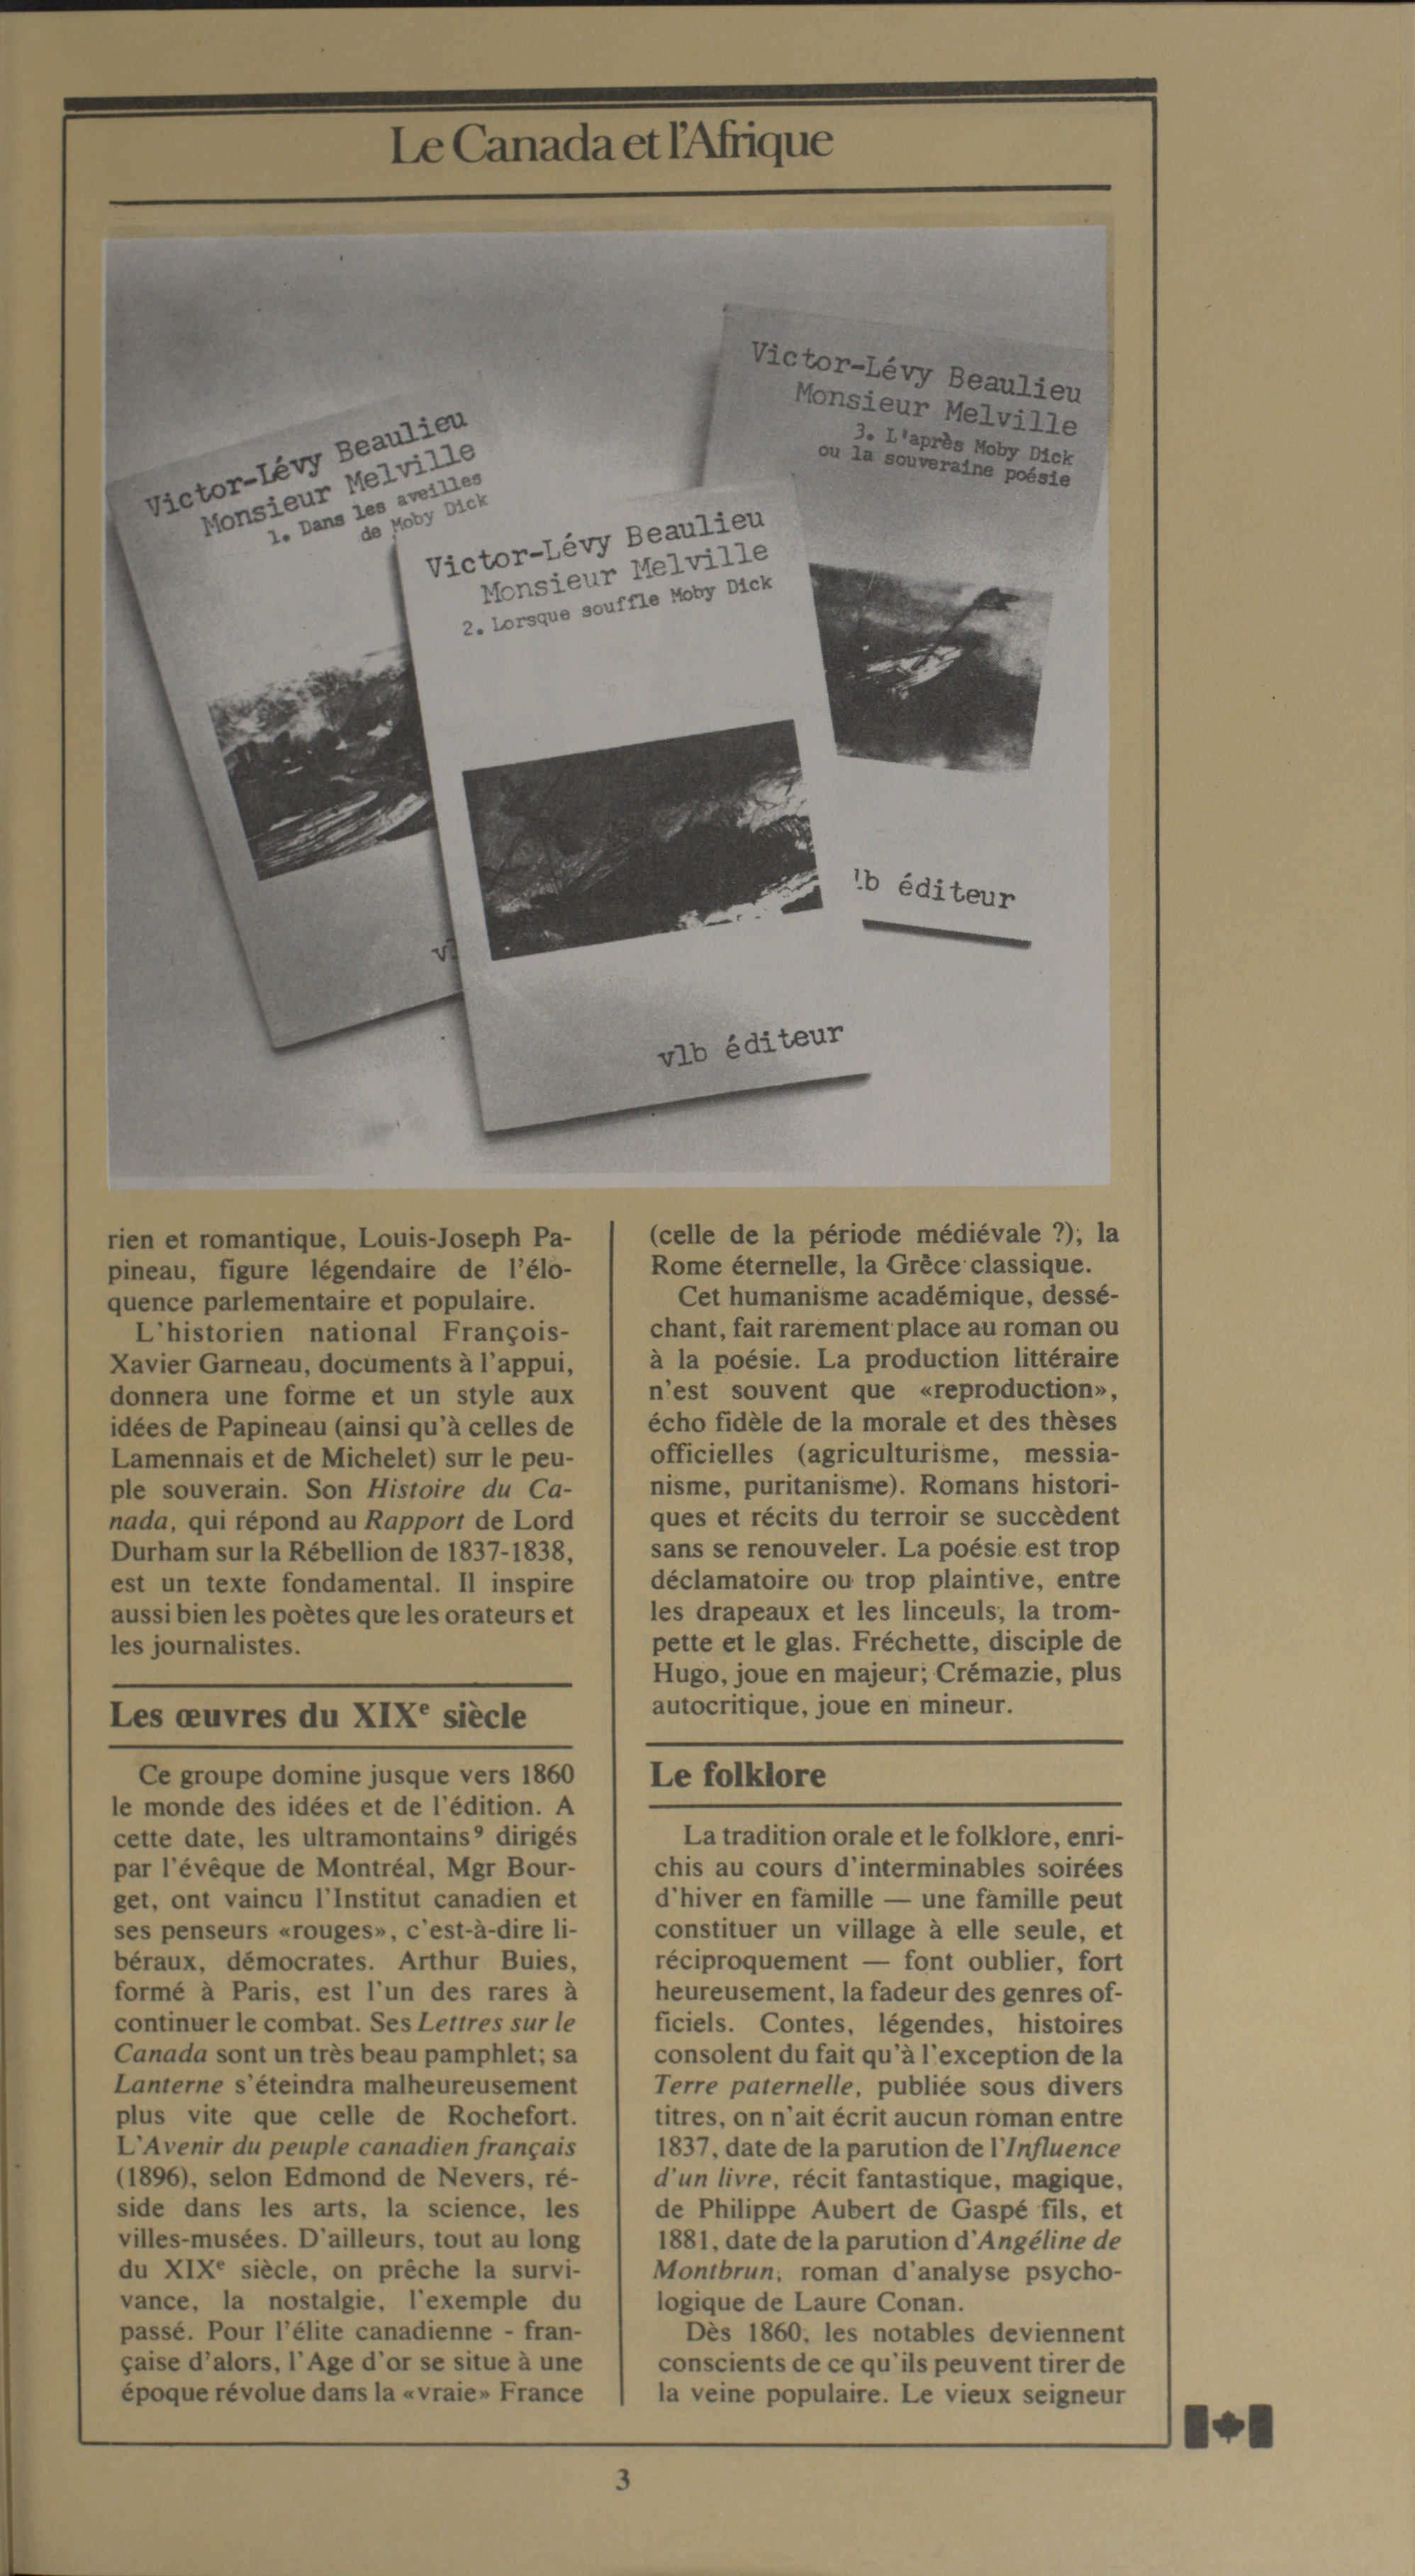 Le Canada et l'Afrique
Victor-Lévy Beaulieu
Monsieur Melville
1. Dans les aveilles
de Moby Dick
Victor-Lévy Beaulieu
Monsieur Melville
2. Lorsque souffle Moby Dick
Victor-Lévy Beaulieu
Monsieur Melville
3. L'après Moby Dick
ou la souveraine poésie
lb éditeur
vl
vlb éditeur
rien et romantique, Louis-Joseph Pa-
pineau, figure légendaire de l'élo-
quence parlementaire et populaire.
L'historien national François-
Xavier Garneau, documents à l'appui,
donnera une forme et un style aux
idées de Papineau (ainsi qu'à celles de
Lamennais et de Michelet) sur le peu-
ple souverain. Son Histoire du Ca-
nada, qui répond au Rapport de Lord
Durham sur la Rébellion de 1837-1838,
est un texte fondamental. Il inspire
aussi bien les poètes que les orateurs et
les journalistes.
Les œuvres du XIXe siècle
Ce groupe domine jusque vers 1860
le monde des idées et de l'édition. A
cette date, les ultramontains⁹ dirigés
par l'évêque de Montréal, Mgr Bour-
get, ont vaincu l'Institut canadien et
ses penseurs «rouges», c'est-à-dire li-
béraux, démocrates. Arthur Buies,
formé à Paris, est l'un des rares à
continuer le combat. Ses Lettres sur le
Canada sont un très beau pamphlet; sa
Lanterne s'éteindra malheureusement
plus vite que celle de Rochefort.
L'Avenir du peuple canadien français
(1896), selon Edmond de Nevers, ré-
side dans les arts, la science, les
villes-musées. D'ailleurs, tout au long
du XIXe siècle, on prêche la survi-
vance, la nostalgie, l'exemple du
passé. Pour l'élite canadienne - fran-
çaise d'alors, l'Age d'or se situe à une
époque révolue dans la «vraie» France
(celle de la période médiévale ?); la
Rome éternelle, la Grèce classique.
Cet humanisme académique, dessé-
chant, fait rarement place au roman ou
à la poésie. La production littéraire
n'est souvent que «reproduction»,
écho fidèle de la morale et des thèses
officielles (agriculturisme, messia-
nisme, puritanisme). Romans histori-
ques et récits du terroir se succèdent
sans se renouveler. La poésie est trop
déclamatoire ou trop plaintive, entre
les drapeaux et les linceuls, la trom-
pette et le glas. Fréchette, disciple de
Hugo, joue en majeur; Crémazie, plus
autocritique, joue en mineur.
Le folklore
La tradition orale et le folklore, enri-
chis au cours d'interminables soirées
d'hiver en famille — une famille peut
constituer un village à elle seule, et
réciproquement — font oublier, fort
heureusement, la fadeur des genres of-
ficiels. Contes, légendes, histoires
consolent du fait qu'à l'exception de la
Terre paternelle, publiée sous divers
titres, on n'ait écrit aucun roman entre
1837, date de la parution de l'Influence
d'un livre, récit fantastique, magique,
de Philippe Aubert de Gaspé fils, et
1881, date de la parution d'Angéline de
Montbrun, roman d'analyse psycho-
logique de Laure Conan.
Dès 1860, les notables deviennent
conscients de ce qu'ils peuvent tirer de
la veine populaire. Le vieux seigneur
3